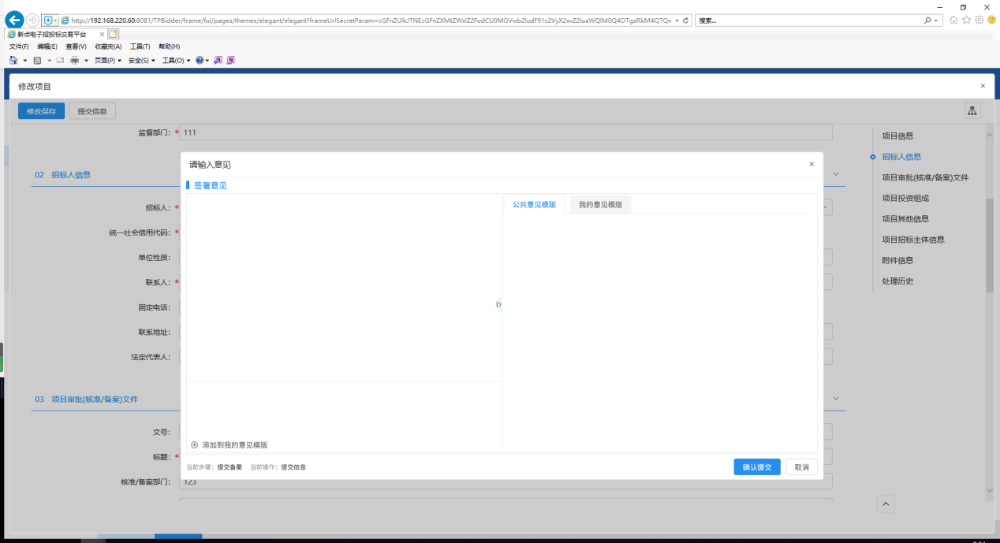 http://192.168.220.60:8081/TPBidder/frame/fui/pages/themes/elegant/elegant?frameUrlSecretParam= 搜索...
新点电子招投标交易平台
文件(F) 编辑(E) 查看(V) 收藏夹(A) 工具(T) 帮助(H)
页面(P) 安全(S) 工具(O)
修改项目
修改保存 提交信息
监督部门: * 111
项目信息
招标人信息
项目审批(核准/备案)文件
项目投资组成
项目其他信息
项目招标主体信息
附件信息
处理历史
02 招标人信息
招标人: *
统一社会信用代码: *
单位性质:
联系人: *
固定电话:
联系地址:
法定代表人:
03 项目审批(核准/备案)文件
文号:
标题: *
核准/备案部门: 123
请输入意见
签署意见
公共意见模版 我的意见模版
添加到我的意见模版
当前步骤: 提交备案 当前操作: 提交信息
确认提交 取消